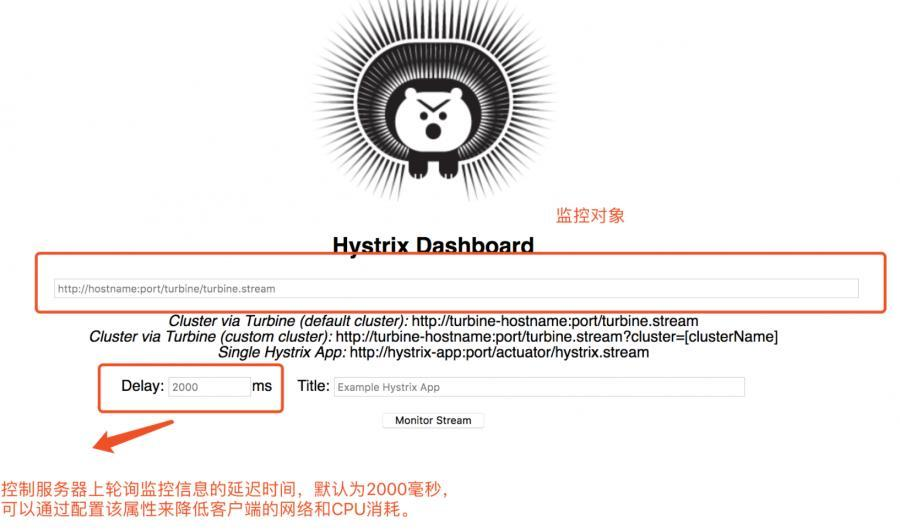 监控对象
Hystrix Dashboard
http://hostname:port/turbine/turbine.stream
Cluster via Turbine (default cluster): http://turbine-hostname:port/turbine.stream
Cluster via Turbine (custom cluster): http://turbine-hostname:port/turbine.stream?cluster=[clusterName]
Single Hystrix App: http://hystrix-app:port/actuator/hystrix.stream
Delay: 2000 ms Title: Example Hystrix App
Monitor Stream
控制服务器上轮询监控信息的延迟时间，默认为2000毫秒，
可以通过配置该属性来降低客户端的网络和CPU消耗。